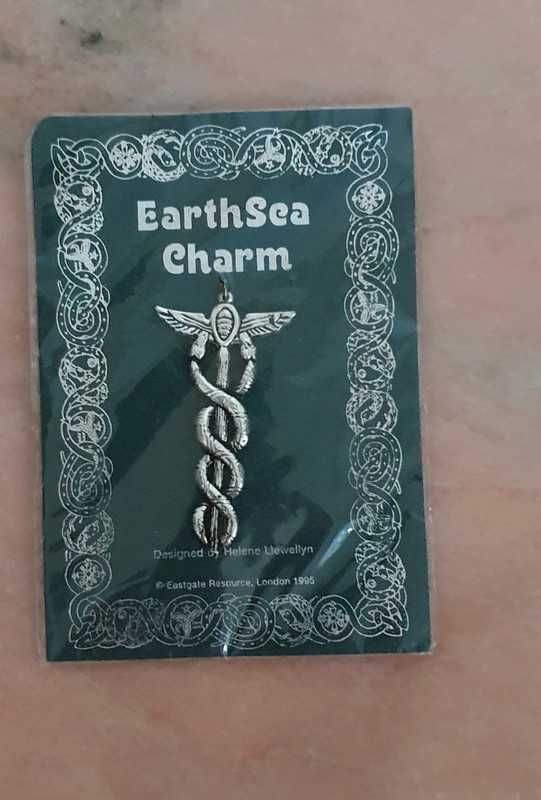 EarthSea
Charm
Designed by Helene Llewellyn
© Eastgate Resource, London 1995